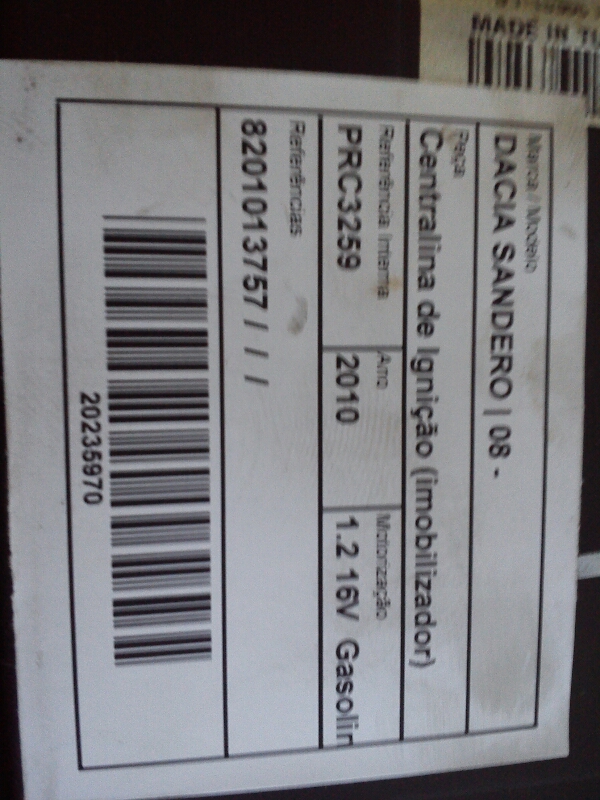 MADE IN TU
Marca / Modelo
DACIA SANDERO | 08 -
Peça
Centralina de Ignição (imobilizador)
Referência Interna Ano Motorização
PRC3259 2010 1.2 16V Gasolin
Referências
8201013757 / / /
20235970